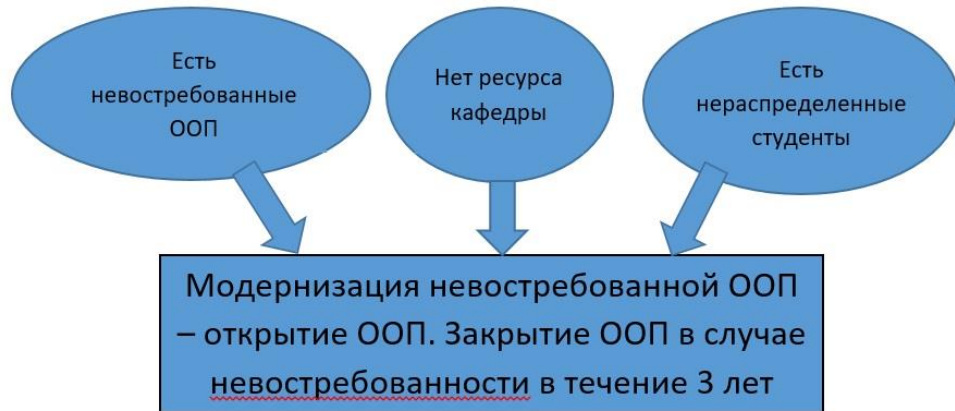 Есть
невостребованные
ООП
Нет ресурса
кафедры
Есть
нераспределенные
студенты
Модернизация невостребованной ООП
– открытие ООП. Закрытие ООП в случае
невостребованности в течение 3 лет